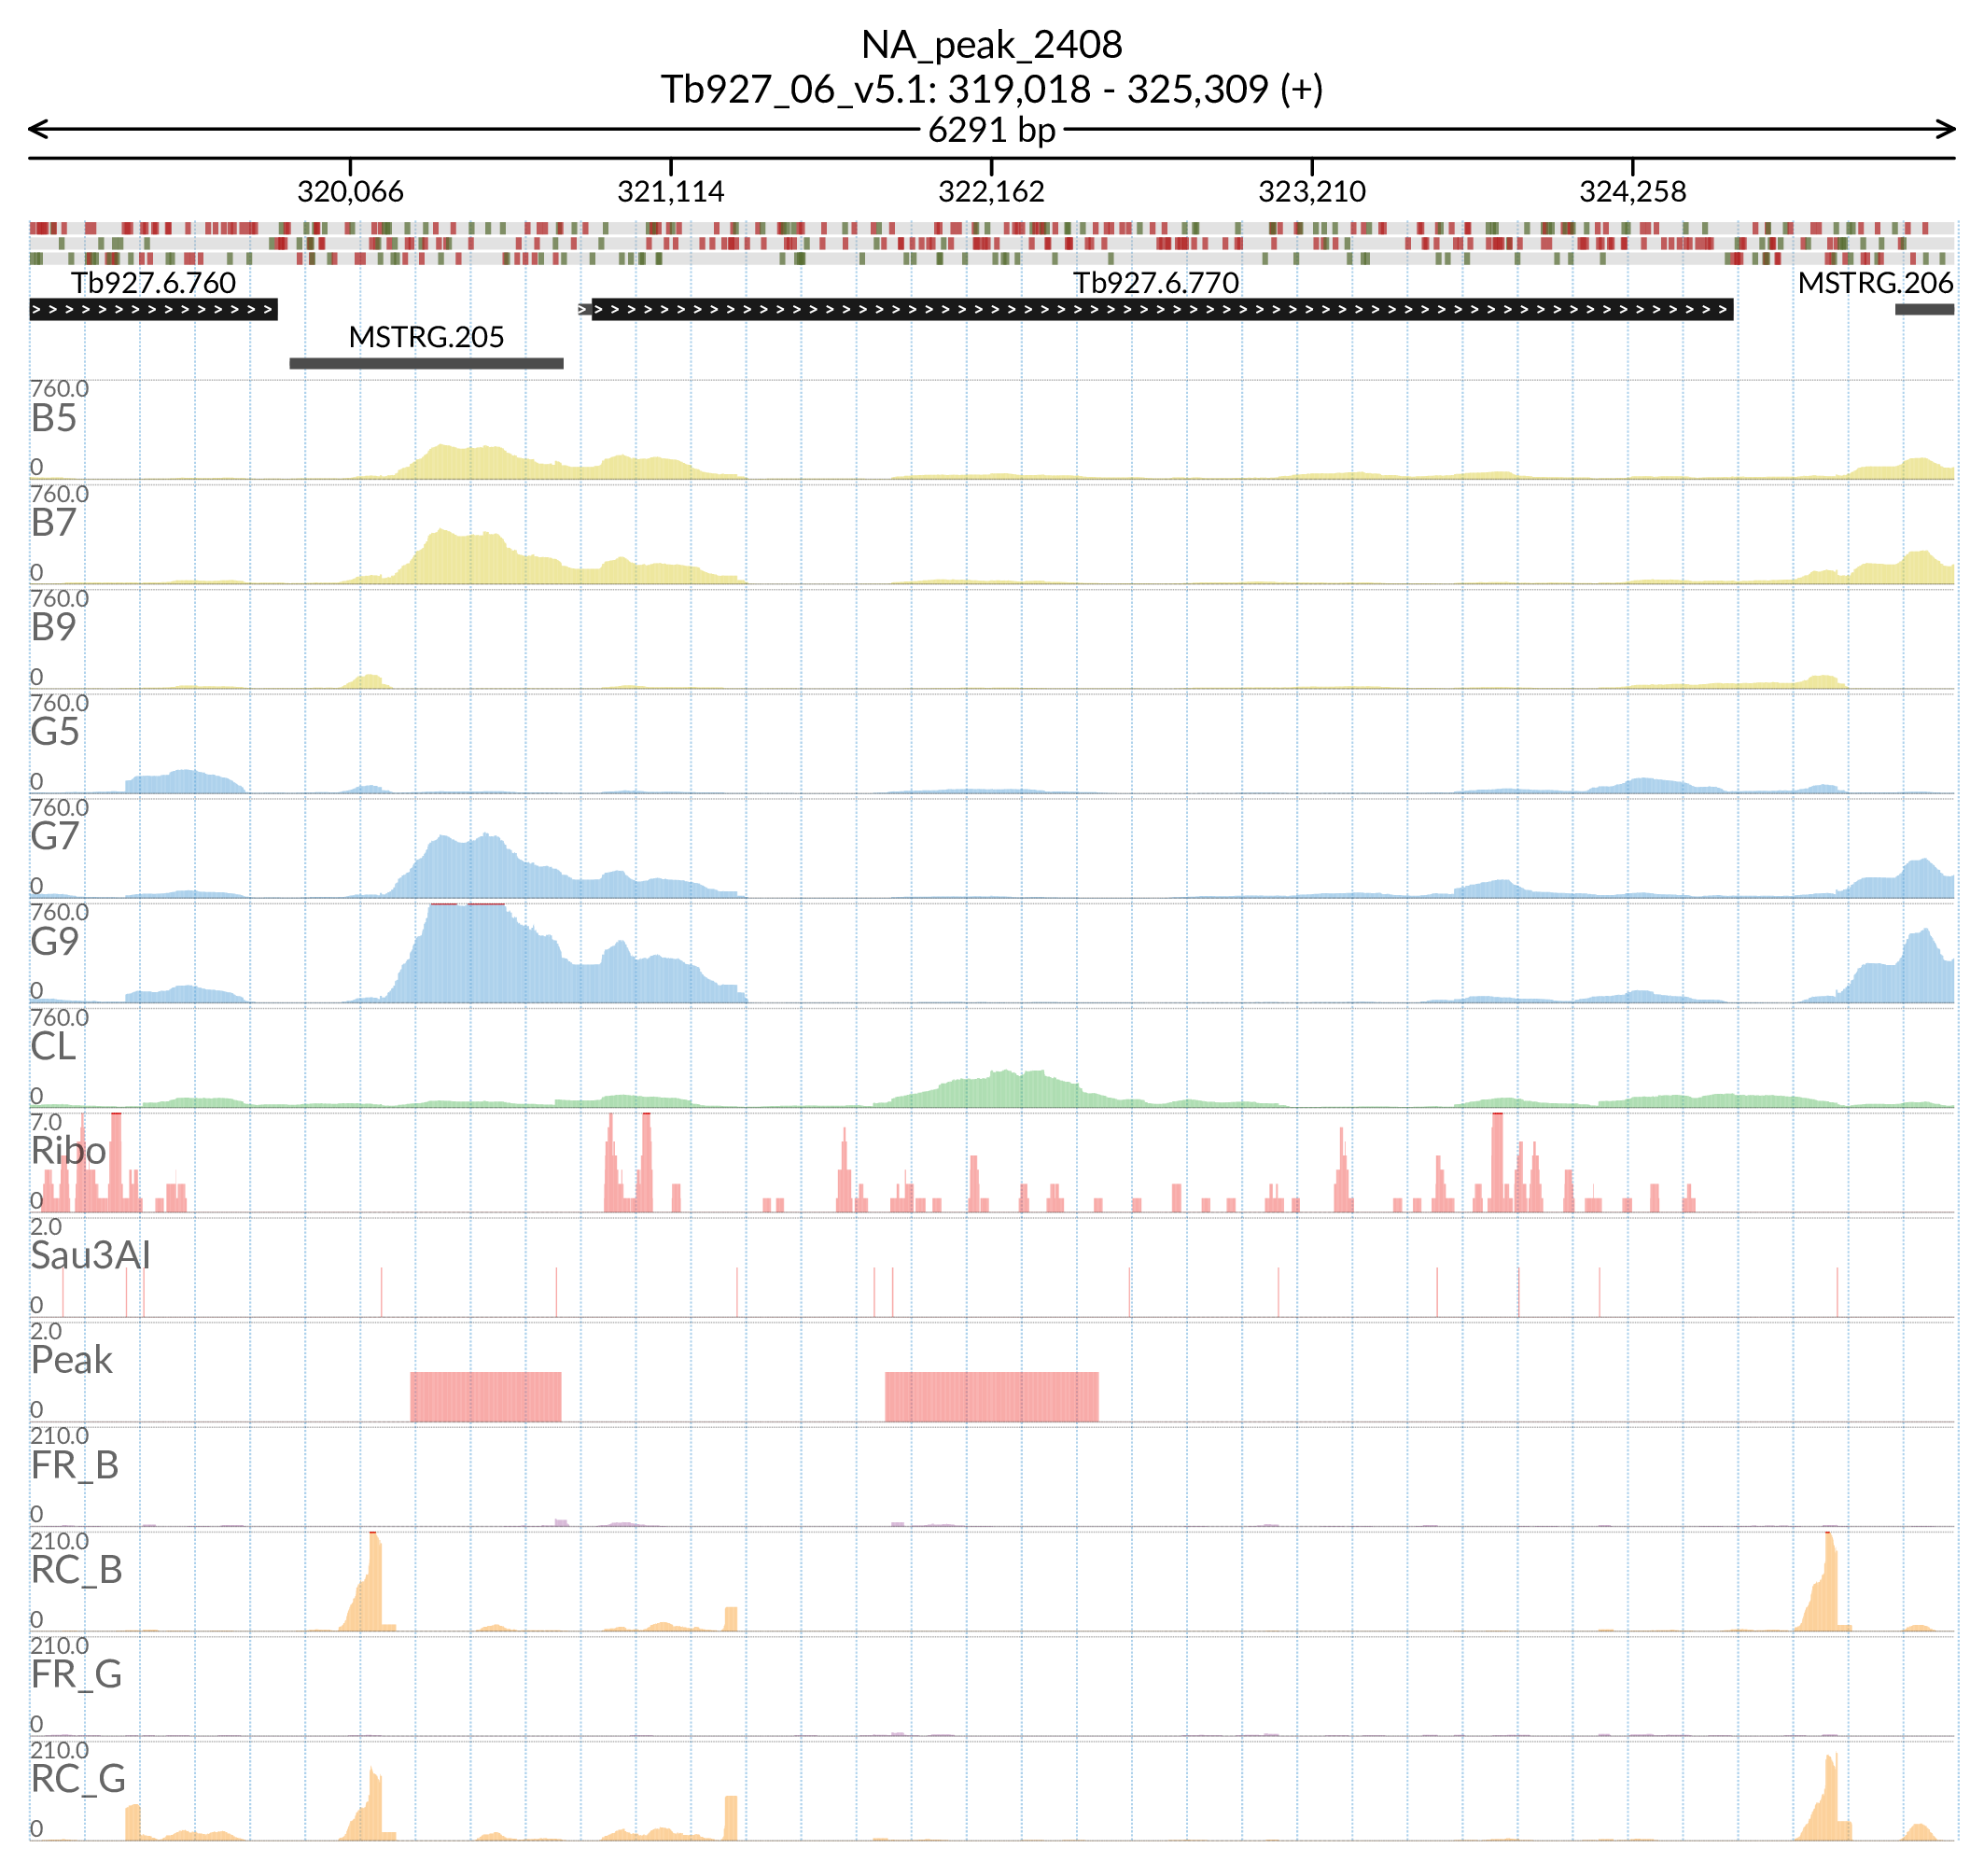 NA_peak_2408
Tb927_06_v5.1: 319,018 - 325,309 (+)
6291 bp
320,066 321,114 322,162 323,210 324,258
Tb927.6.760 Tb927.6.770 MSTRG.206
MSTRG.205
760.0
B5
0
760.0
B7
0
760.0
B9
0
760.0
G5
0
760.0
G7
0
760.0
G9
0
760.0
CL
0
7.0
Ribo
0
2.0
Sau3AI
0
2.0
Peak
0
210.0
FR_B
0
210.0
RC_B
0
210.0
FR_G
0
210.0
RC_G
0